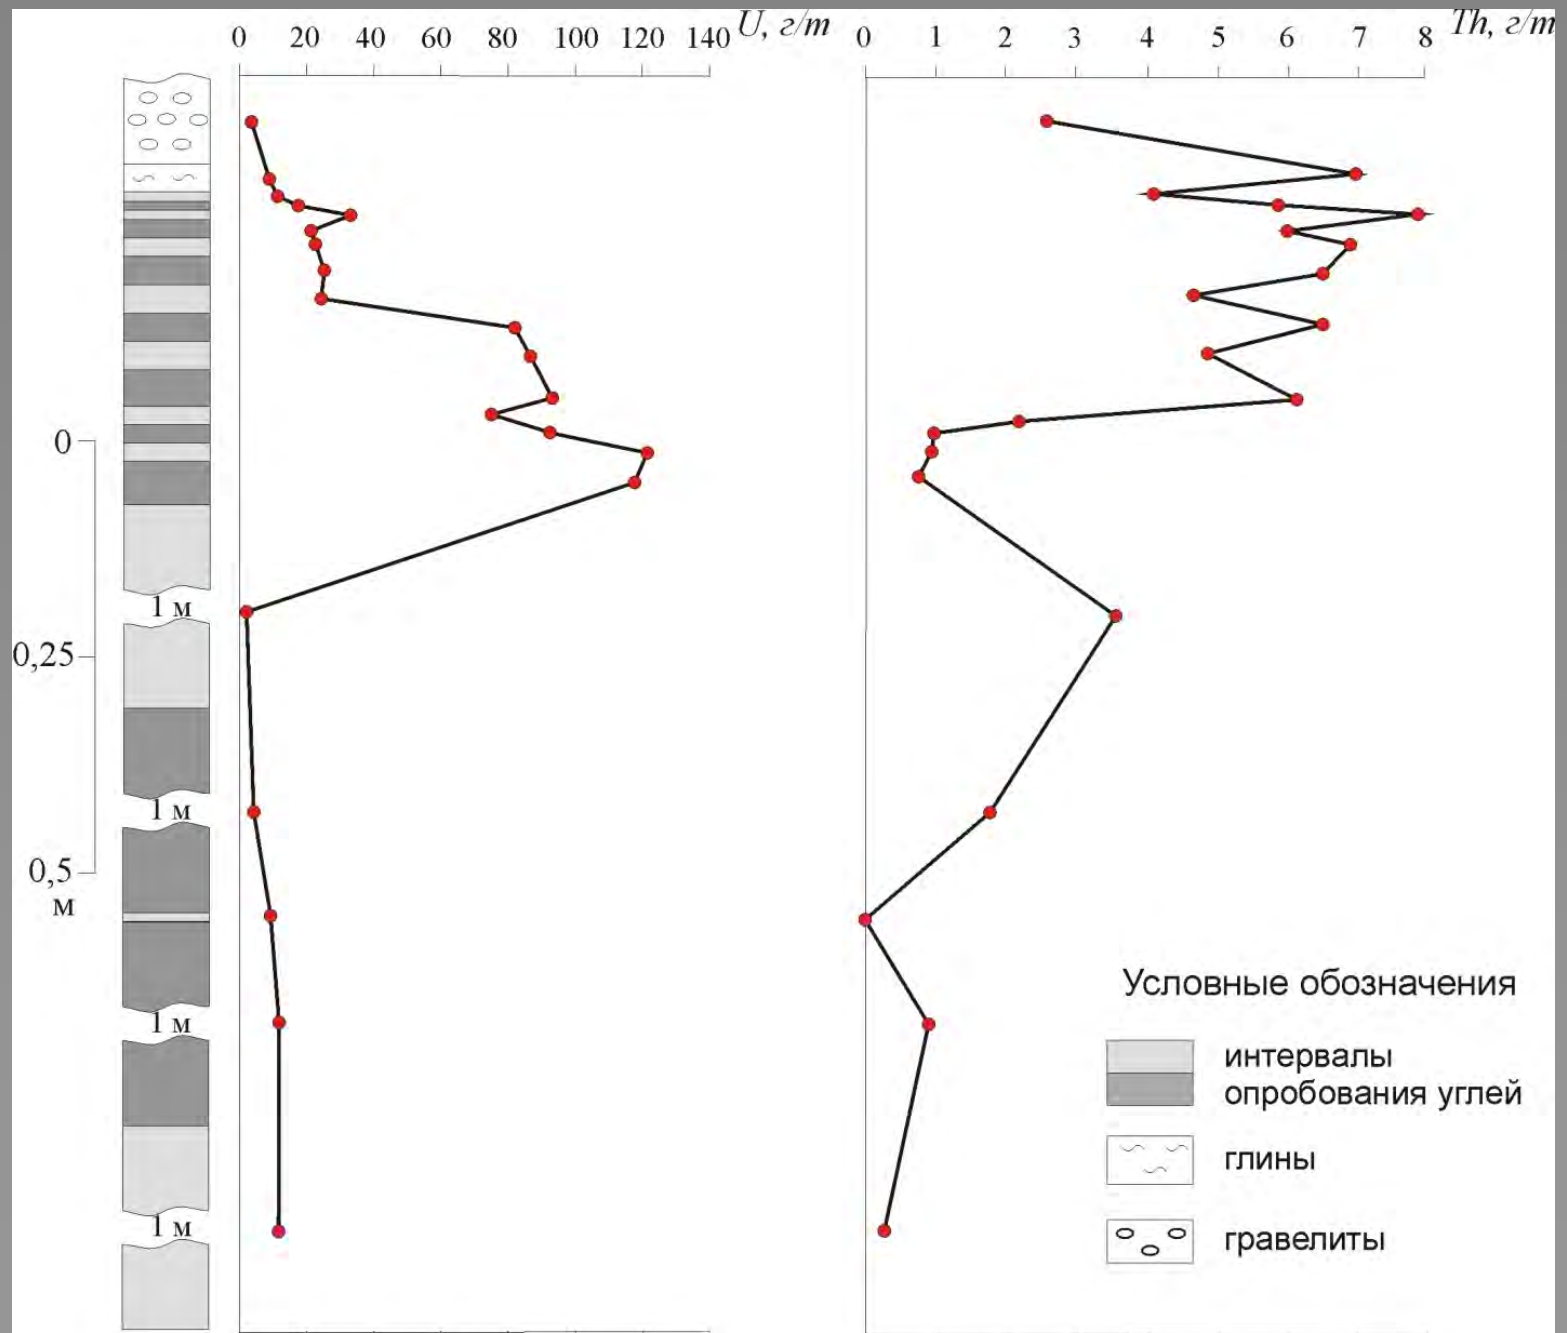 0 20 40 60 80 100 120 140 U, г/т
0 1 2 3 4 5 6 7 8 Th, г/т
0
1 м
0,25
1 м
0,5
м
1 м
1 м
Условные обозначения
интервалы
опробования углей
глины
гравелиты